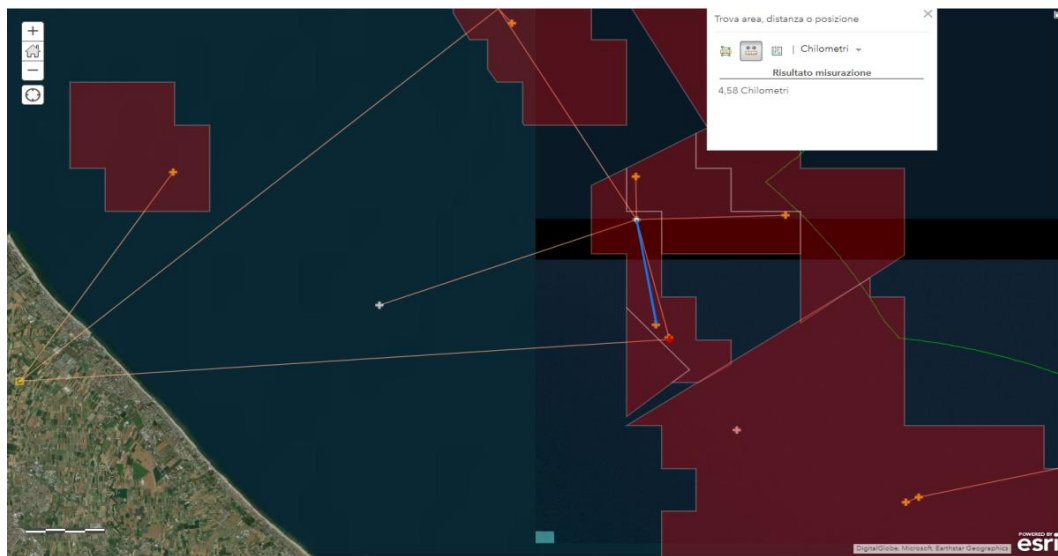 Trova area, distanza o posizione
| Chilometri
Risultato misurazione
4,58 Chilometri
DigitalGlobe, Microsoft, Earthstar Geographics
POWERED BY
esri